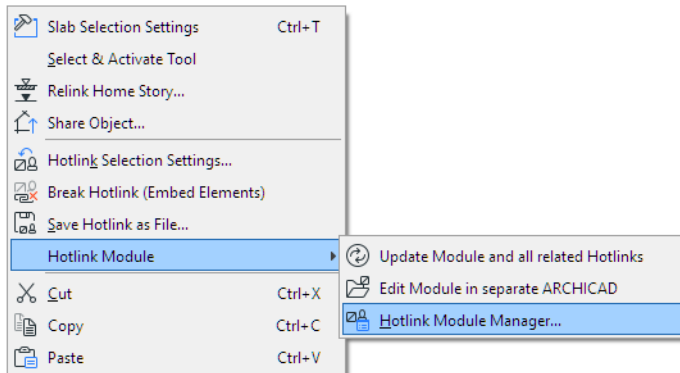 Slab Selection Settings Ctrl+T
Select & Activate Tool
Relink Home Story...
Share Object...
Hotlink Selection Settings...
Break Hotlink (Embed Elements)
Save Hotlink as File...
Hotlink Module
Update Module and all related Hotlinks
Edit Module in separate ARCHICAD
Hotlink Module Manager...
Cut Ctrl+X
Copy Ctrl+C
Paste Ctrl+V